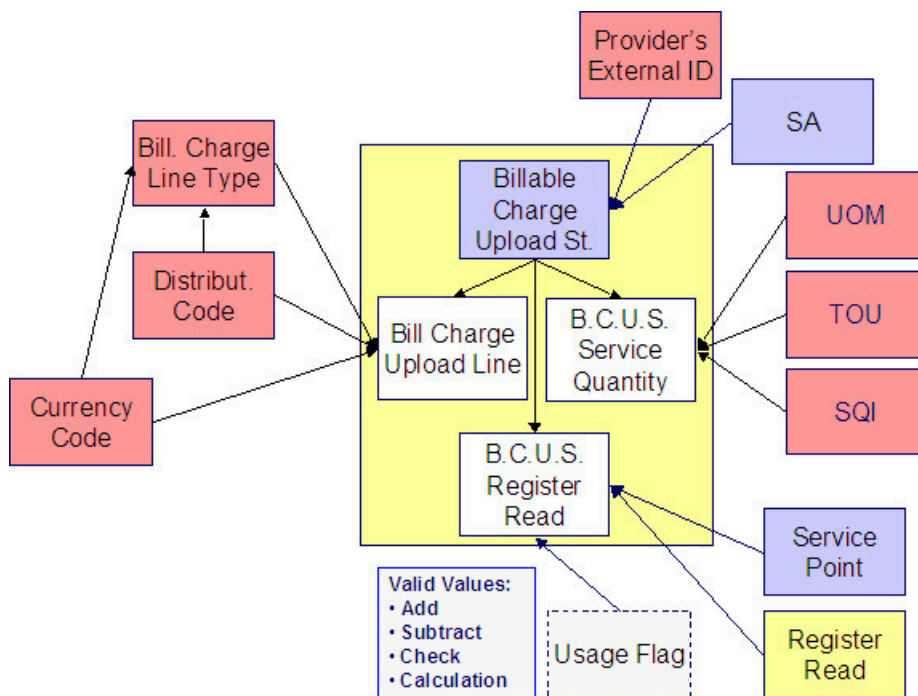 Provider's
External ID
SA
Bill. Charge
Line Type
Billable
Charge
Upload St.
UOM
Distribut.
Code
TOU
Bill Charge
Upload Line
B.C.U.S.
Service
Quantity
Currency
Code
SQI
B.C.U.S.
Register
Read
Service
Point
Valid Values:
• Add
• Subtract
• Check
• Calculation
Usage Flag
Register
Read